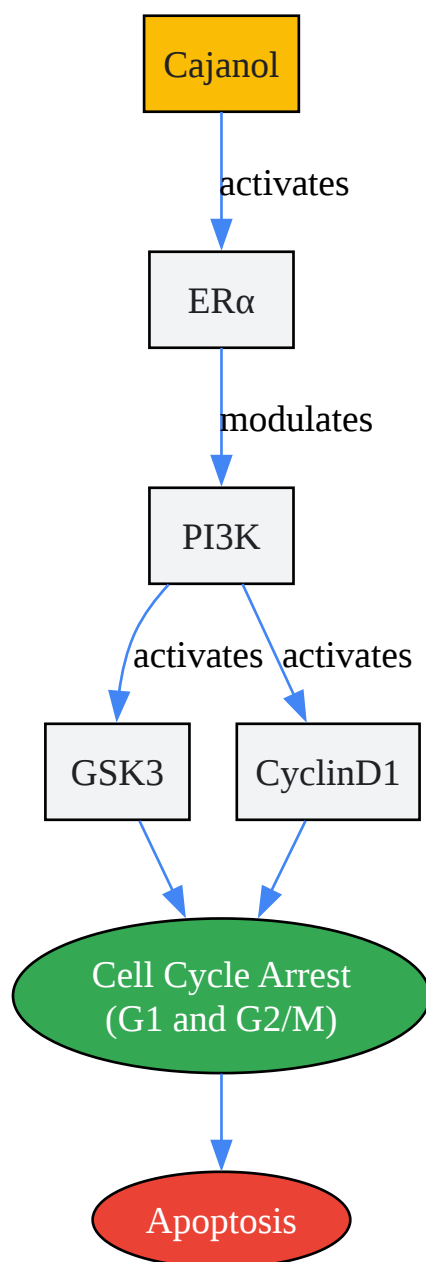 Cajanol
activates
ERα
modulates
PI3K
activates
activates
GSK3
CyclinD1
Cell Cycle Arrest
(G1 and G2/M)
Apoptosis